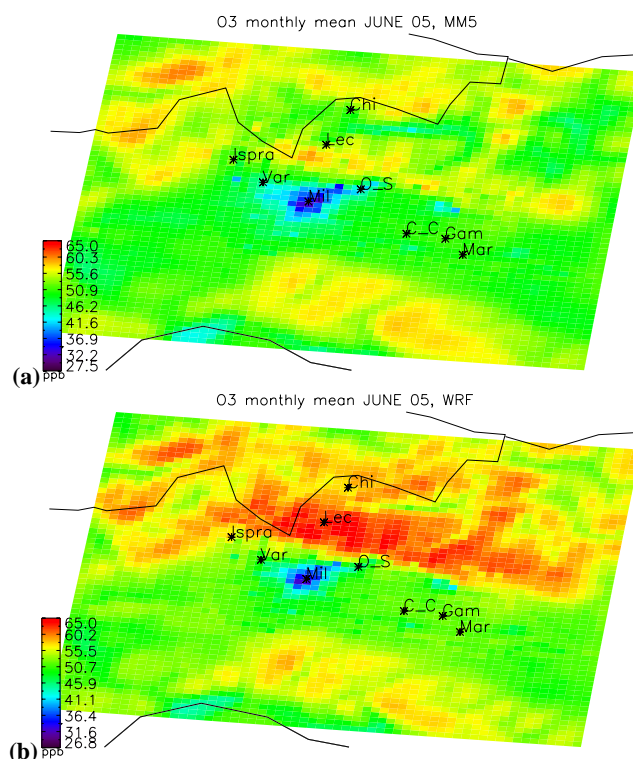 O3 monthly mean JUNE 05, MM5
Chi
Lec
Ispra
Var
Mil
O_S
C_C
Gam
Mar
65.0
60.3
55.6
50.9
46.2
41.6
36.9
32.2
27.5
ppb
(a)
O3 monthly mean JUNE 05, WRF
Chi
Lec
Ispra
Var
Mil
O_S
C_C
Gam
Mar
65.0
60.2
55.5
50.7
45.9
41.1
36.4
31.6
26.8
ppb
(b)